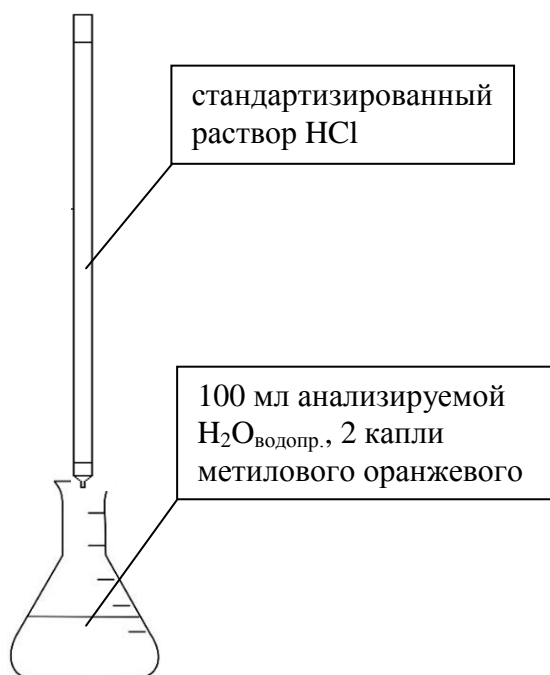 стандартизированный
раствор HCl
100 мл анализируемой
H₂Oводопр., 2 капли
метилового оранжевого